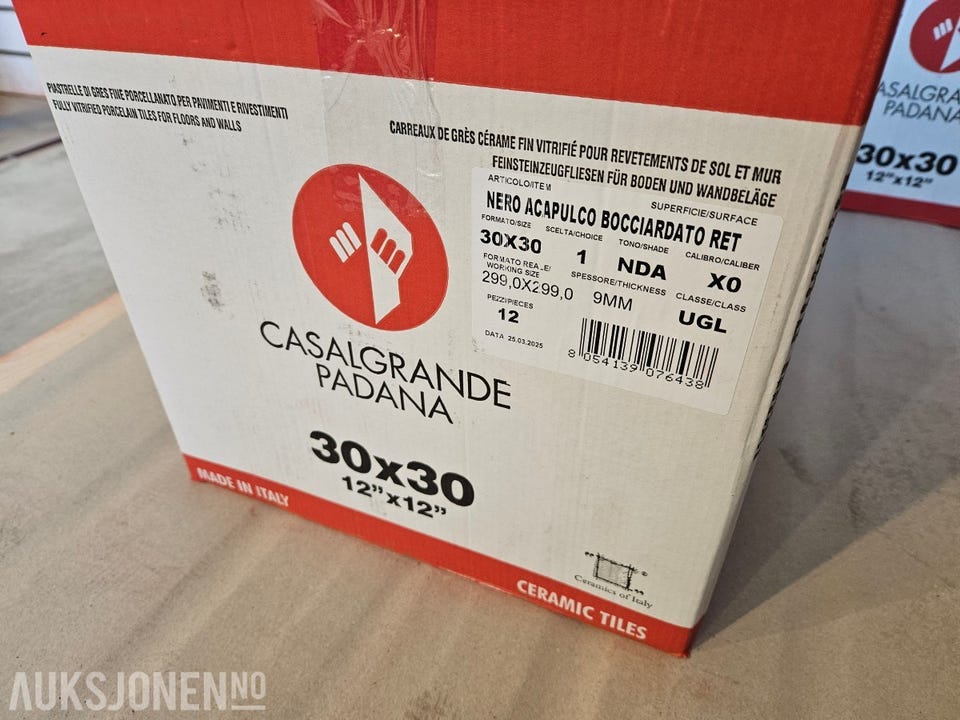 PIASTRELLE DI GRES FINE PORCELLANATO PER PAVIMENTI E RIVESTIMENTI
FULLY VITRIFIED PORCELAIN TILES FOR FLOORS AND WALLS
CARREAUX DE GRÈS CÉRAME FIN VITRIFIÉ POUR REVETEMENTS DE SOL ET MUR
FEINSTEINZEUGFLIESEN FÜR BODEN UND WANDBELÄGE
ARTICOLO/ITEM
SUPERFICIE/SURFACE
NERO ACAPULCO BOCCIARDATO RET
FORMATO/SIZE SCELTA/CHOICE TONO/SHADE CALIBRO/CALIBER
30X30 1 NDA X0
FORMATO REALE/
WORKING SIZE SPESSORE/THICKNESS CLASSE/CLASS
299,0X299,0 9MM UGL
PEZZI/PIECES
12
DATA 25.03.2025
8 054139 076438
CASALGRANDE
PADANA
30x30
12”x12”
MADE IN ITALY
Ceramics of Italy
CERAMIC TILES
CASALGRA
PADANA
30x30
12"x12"
AUKSJONEN.NO